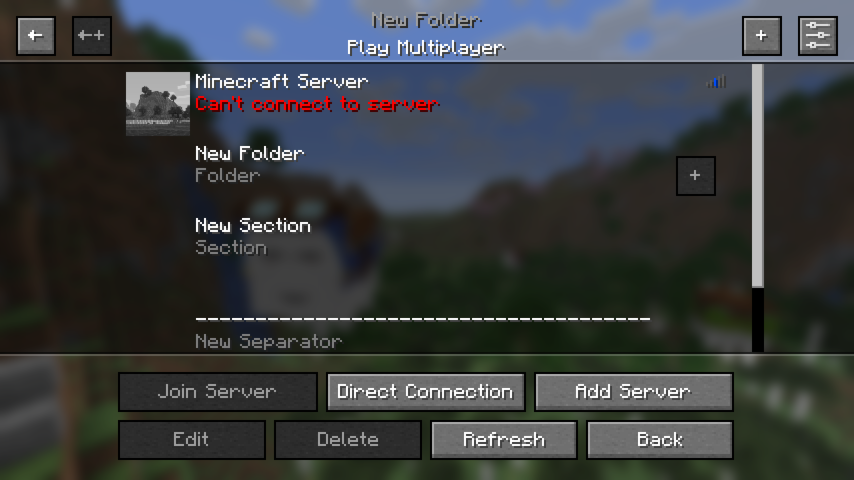 New Folder
Play Multiplayer
Minecraft Server
Can't connect to server
New Folder
Folder
New Section
Section
--------------------------------------
New Separator
Join Server
Direct Connection
Add Server
Edit
Delete
Refresh
Back